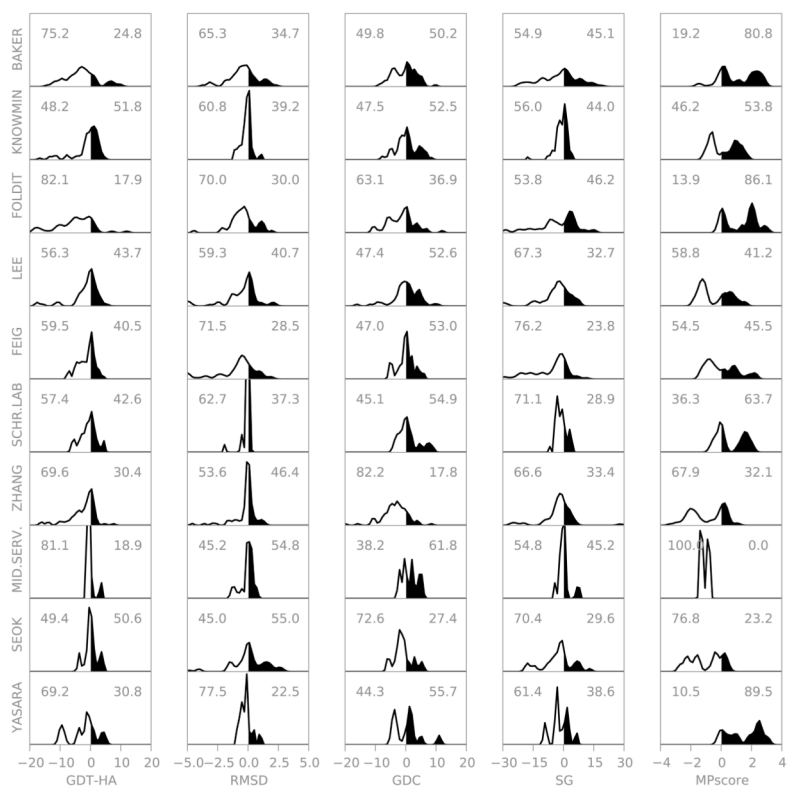 BAKER 75.2 24.8 65.3 34.7 49.8 50.2 54.9 45.1 19.2 80.8
KNOWMIN 48.2 51.8 60.8 39.2 47.5 52.5 56.0 44.0 46.2 53.8
FOLDIT 82.1 17.9 70.0 30.0 63.1 36.9 53.8 46.2 13.9 86.1
LEE 56.3 43.7 59.3 40.7 47.4 52.6 67.3 32.7 58.8 41.2
FEIG 59.5 40.5 71.5 28.5 47.0 53.0 76.2 23.8 54.5 45.5
SCHR.LAB 57.4 42.6 62.7 37.3 45.1 54.9 71.1 28.9 36.3 63.7
ZHANG 69.6 30.4 53.6 46.4 82.2 17.8 66.6 33.4 67.9 32.1
MID.SERV. 81.1 18.9 45.2 54.8 38.2 61.8 54.8 45.2 100.0 0.0
SEOK 49.4 50.6 45.0 55.0 72.6 27.4 70.4 29.6 76.8 23.2
YASARA 69.2 30.8 77.5 22.5 44.3 55.7 61.4 38.6 10.5 89.5
−20 −10 0 10 20 −5.0 −2.5 0 2.5 5.0 −20 −10 0 10 20 −30 −15 0 15 30 −4 −2 0 2 4
GDT-HA RMSD GDC SG MPscore